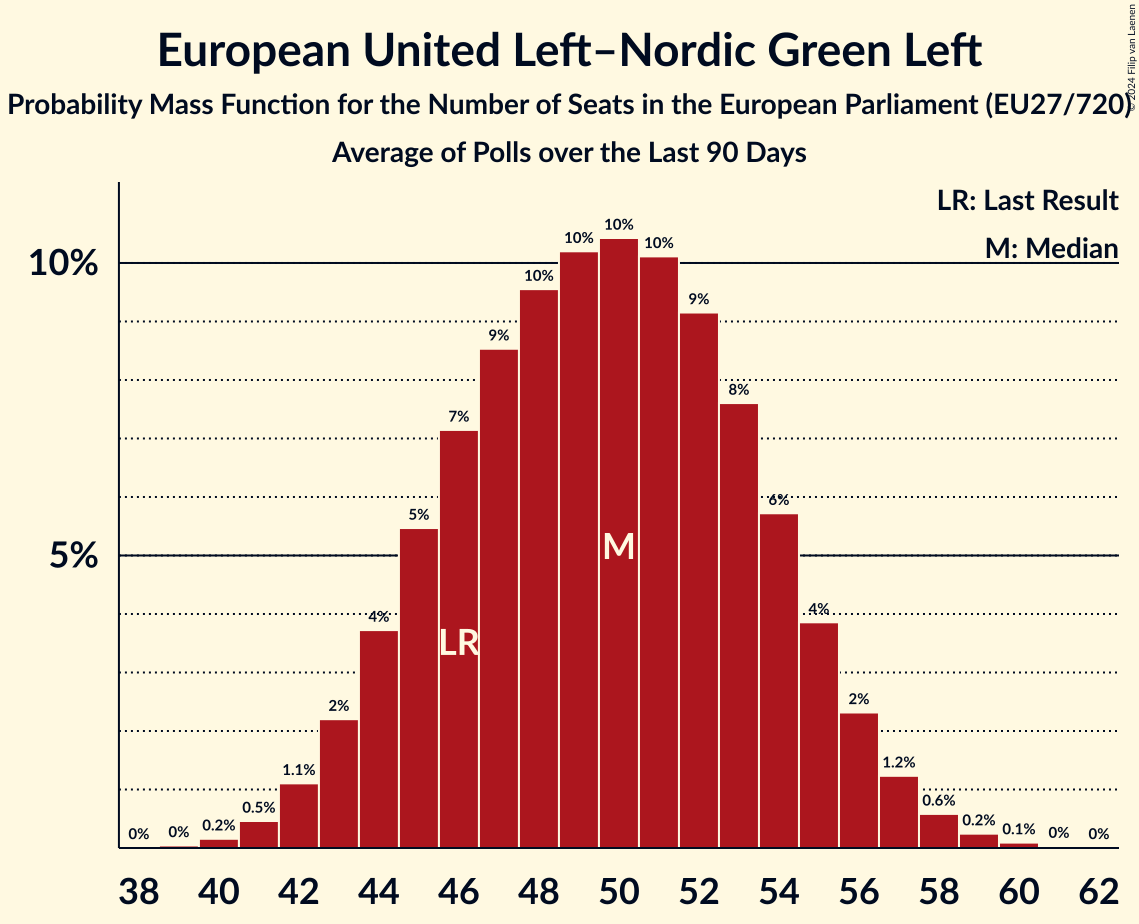 European United Left–Nordic Green Left
Probability Mass Function for the Number of Seats in the European Parliament (EU27/720)
Average of Polls over the Last 90 Days
© 2024 Filip van Laenen
LR: Last Result
M: Median
10%
5%
0% 0% 0.2% 0.5% 1.1% 2% 4% 5% 7% 9% 10% 10% 10% 10% 9% 8% 6% 4% 2% 1.2% 0.6% 0.2% 0.1% 0% 0%
LR
M
38 40 42 44 46 48 50 52 54 56 58 60 62